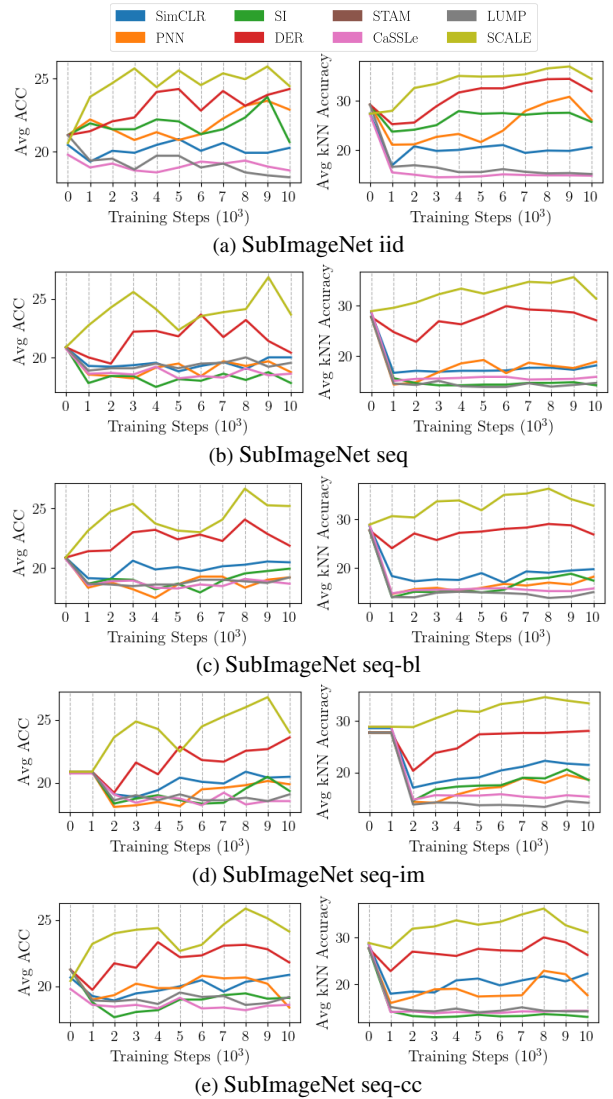 SimCLR SI STAM LUMP
PNN DER CaSSLe SCALE
Avg ACC
25
20
0 1 2 3 4 5 6 7 8 9 10
Training Steps (10³)
Avg kNN Accuracy
30
20
0 1 2 3 4 5 6 7 8 9 10
Training Steps (10³)
(a) SubImageNet iid
Avg ACC
25
20
0 1 2 3 4 5 6 7 8 9 10
Training Steps (10³)
Avg kNN Accuracy
30
20
0 1 2 3 4 5 6 7 8 9 10
Training Steps (10³)
(b) SubImageNet seq
Avg ACC
25
20
0 1 2 3 4 5 6 7 8 9 10
Training Steps (10³)
Avg kNN Accuracy
30
20
0 1 2 3 4 5 6 7 8 9 10
Training Steps (10³)
(c) SubImageNet seq-bl
Avg ACC
25
20
0 1 2 3 4 5 6 7 8 9 10
Training Steps (10³)
Avg kNN Accuracy
30
20
0 1 2 3 4 5 6 7 8 9 10
Training Steps (10³)
(d) SubImageNet seq-im
Avg ACC
25
20
0 1 2 3 4 5 6 7 8 9 10
Training Steps (10³)
Avg kNN Accuracy
30
20
0 1 2 3 4 5 6 7 8 9 10
Training Steps (10³)
(e) SubImageNet seq-cc